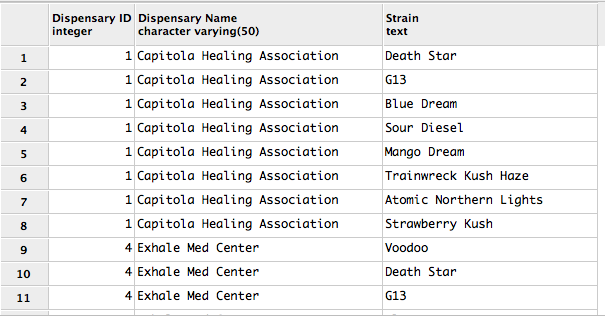 Dispensary ID Dispensary Name Strain
integer character varying(50) text
1 1 Capitola Healing Association Death Star
2 1 Capitola Healing Association G13
3 1 Capitola Healing Association Blue Dream
4 1 Capitola Healing Association Sour Diesel
5 1 Capitola Healing Association Mango Dream
6 1 Capitola Healing Association Trainwreck Kush Haze
7 1 Capitola Healing Association Atomic Northern Lights
8 1 Capitola Healing Association Strawberry Kush
9 4 Exhale Med Center Voodoo
10 4 Exhale Med Center Death Star
11 4 Exhale Med Center G13